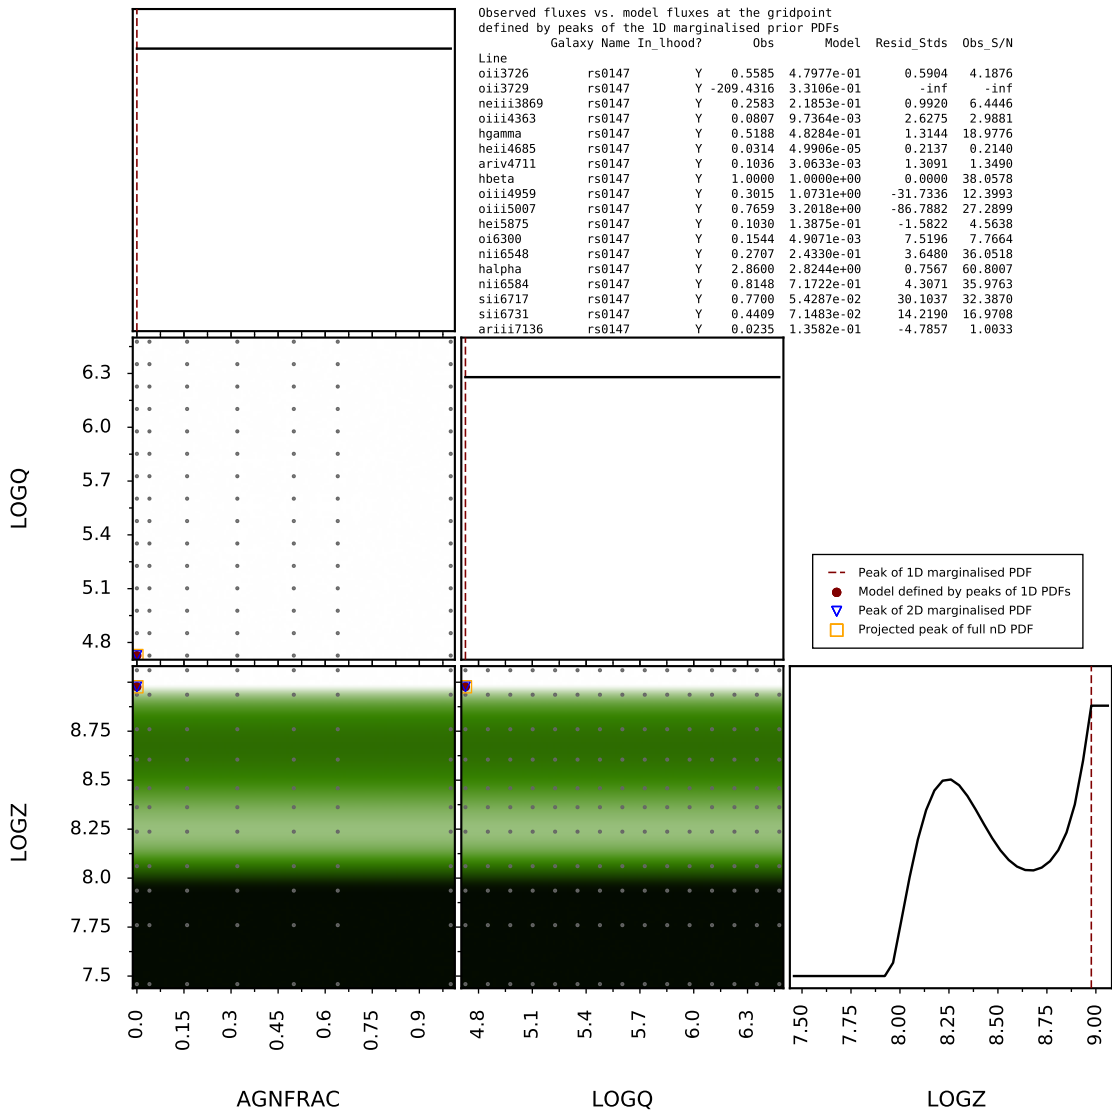 Observed fluxes vs. model fluxes at the gridpoint
defined by peaks of the 1D marginalised prior PDFs
Galaxy Name In_lhood? Obs Model Resid_Stds Obs_S/N
Line
oii3726 rs0147 Y 0.5585 4.7977e-01 0.5904 4.1876
oii3729 rs0147 Y -209.4316 3.3106e-01 -inf -inf
neiii3869 rs0147 Y 0.2583 2.1853e-01 0.9920 6.4446
oiii4363 rs0147 Y 0.0807 9.7364e-03 2.6275 2.9881
hgamma rs0147 Y 0.5188 4.8284e-01 1.3144 18.9776
heii4685 rs0147 Y 0.0314 4.9906e-05 0.2137 0.2140
ariv4711 rs0147 Y 0.1036 3.0633e-03 1.3091 1.3490
hbeta rs0147 Y 1.0000 1.0000e+00 0.0000 38.0578
oiii4959 rs0147 Y 0.3015 1.0731e+00 -31.7336 12.3993
oiii5007 rs0147 Y 0.7659 3.2018e+00 -86.7882 27.2899
hei5875 rs0147 Y 0.1030 1.3875e-01 -1.5822 4.5638
oi6300 rs0147 Y 0.1544 4.9071e-03 7.5196 7.7664
nii6548 rs0147 Y 0.2707 2.4330e-01 3.6480 36.0518
halpha rs0147 Y 2.8600 2.8244e+00 0.7567 60.8007
nii6584 rs0147 Y 0.8148 7.1722e-01 4.3071 35.9763
sii6717 rs0147 Y 0.7700 5.4287e-02 30.1037 32.3870
sii6731 rs0147 Y 0.4409 7.1483e-02 14.2190 16.9708
ariii7136 rs0147 Y 0.0235 1.3582e-01 -4.7857 1.0033
LOGQ
6.3
6.0
5.7
5.4
5.1
4.8
Peak of 1D marginalised PDF
Model defined by peaks of 1D PDFs
Peak of 2D marginalised PDF
Projected peak of full nD PDF
LOGZ
8.75
8.5
8.25
8.0
7.75
7.5
0.0 0.15 0.3 0.45 0.6 0.75 0.9
4.8 5.1 5.4 5.7 6.0 6.3
7.50 7.75 8.00 8.25 8.50 8.75 9.00
AGNFRAC LOGQ LOGZ